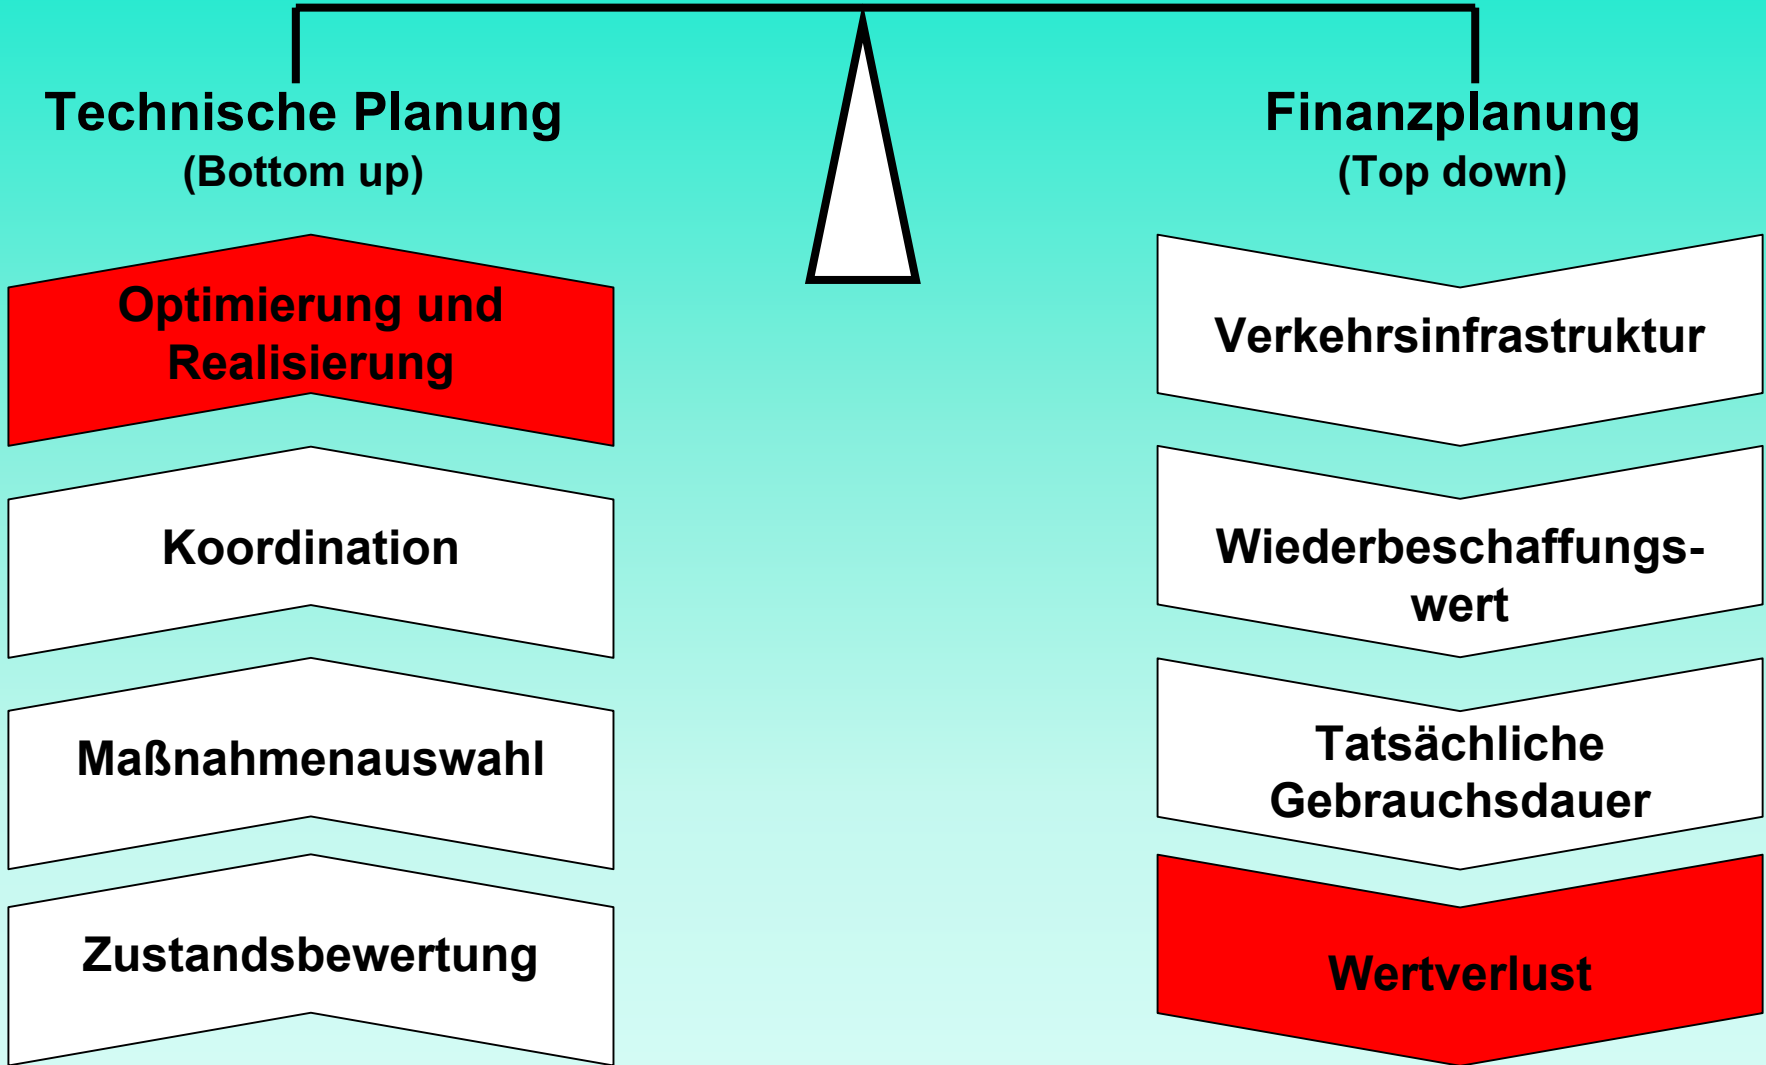 Technische Planung
(Bottom up)
Optimierung und
Realisierung
Koordination
Maßnahmenauswahl
Zustandsbewertung
Finanzplanung
(Top down)
Verkehrsinfrastruktur
Wiederbeschaffungs-
wert
Tatsächliche
Gebrauchsdauer
Wertverlust